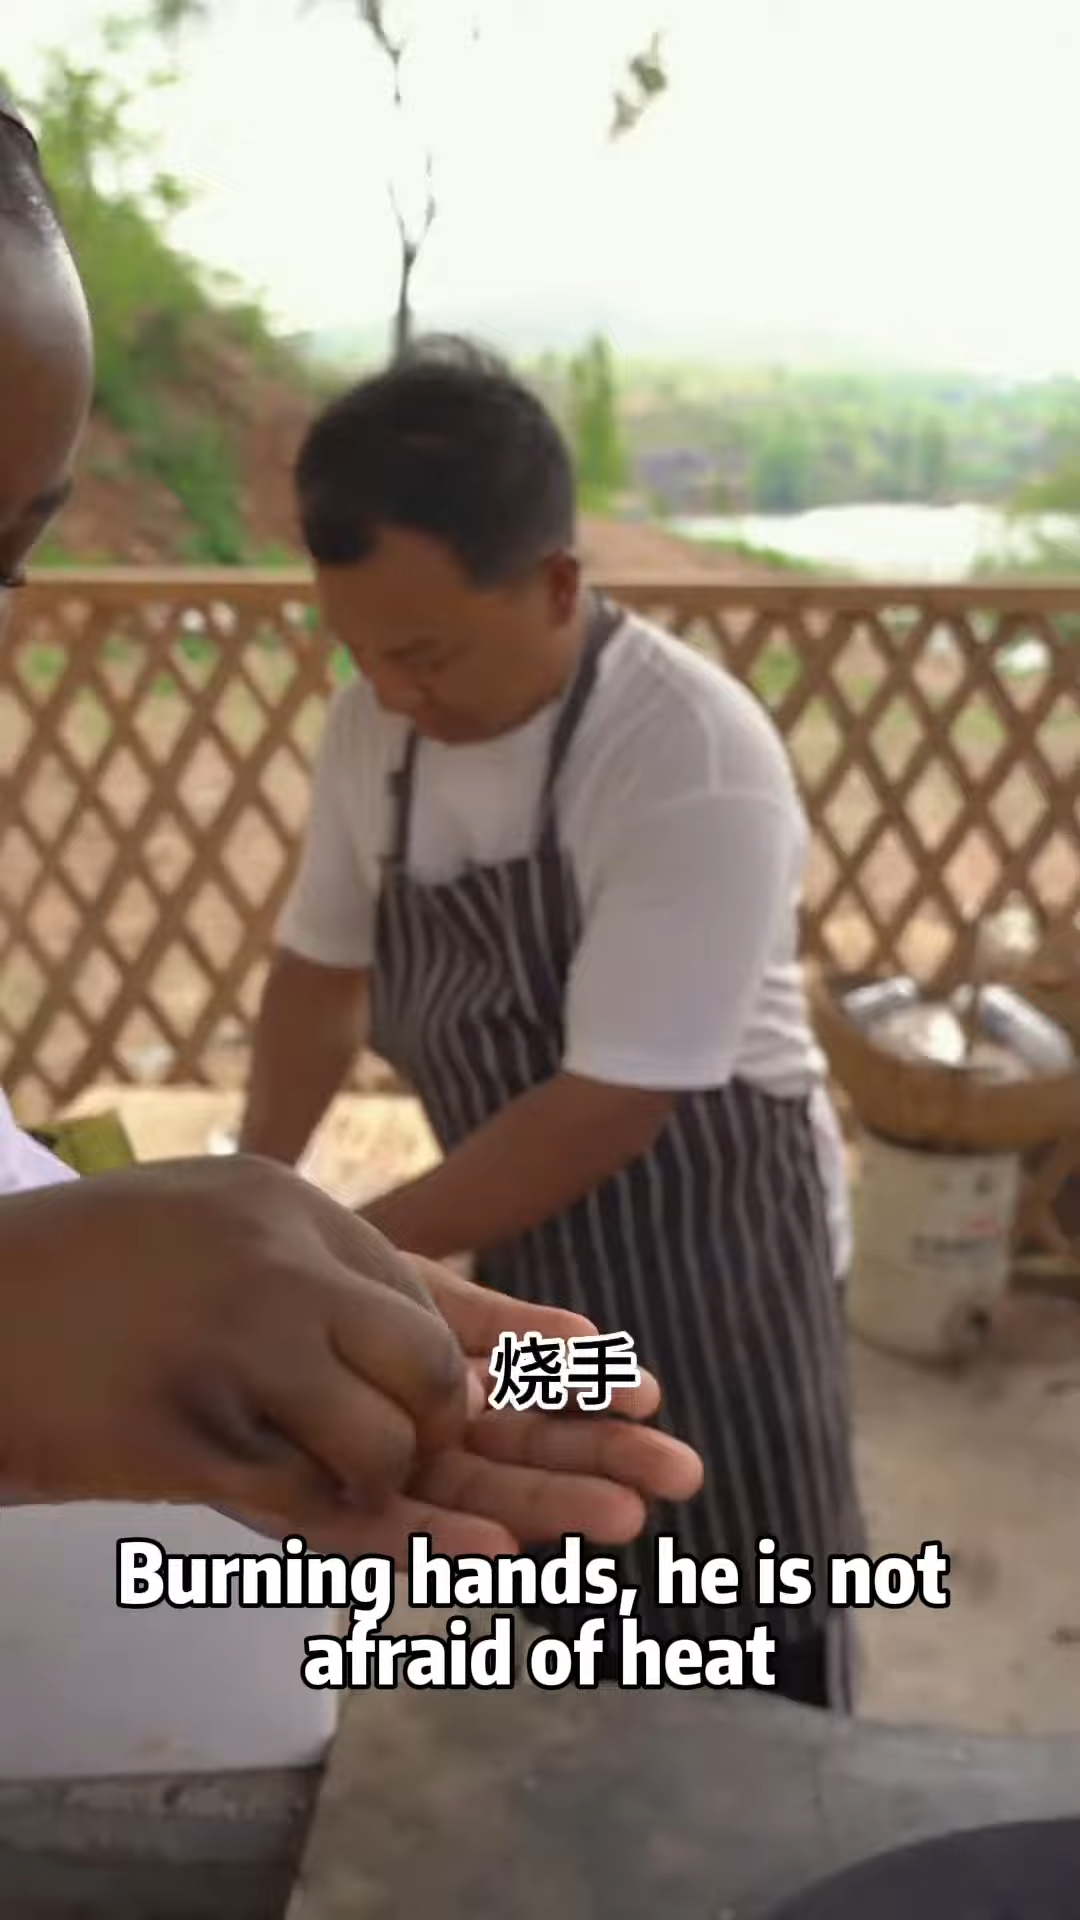 烧手
Burning hands, he is not
afraid of heat